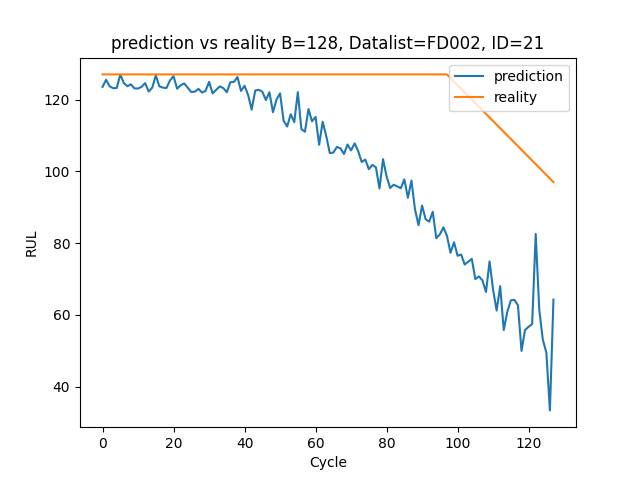 prediction vs reality B=128, Datalist=FD002, ID=21
prediction
reality
120
100
80
60
40
RUL
0 20 40 60 80 100 120
Cycle